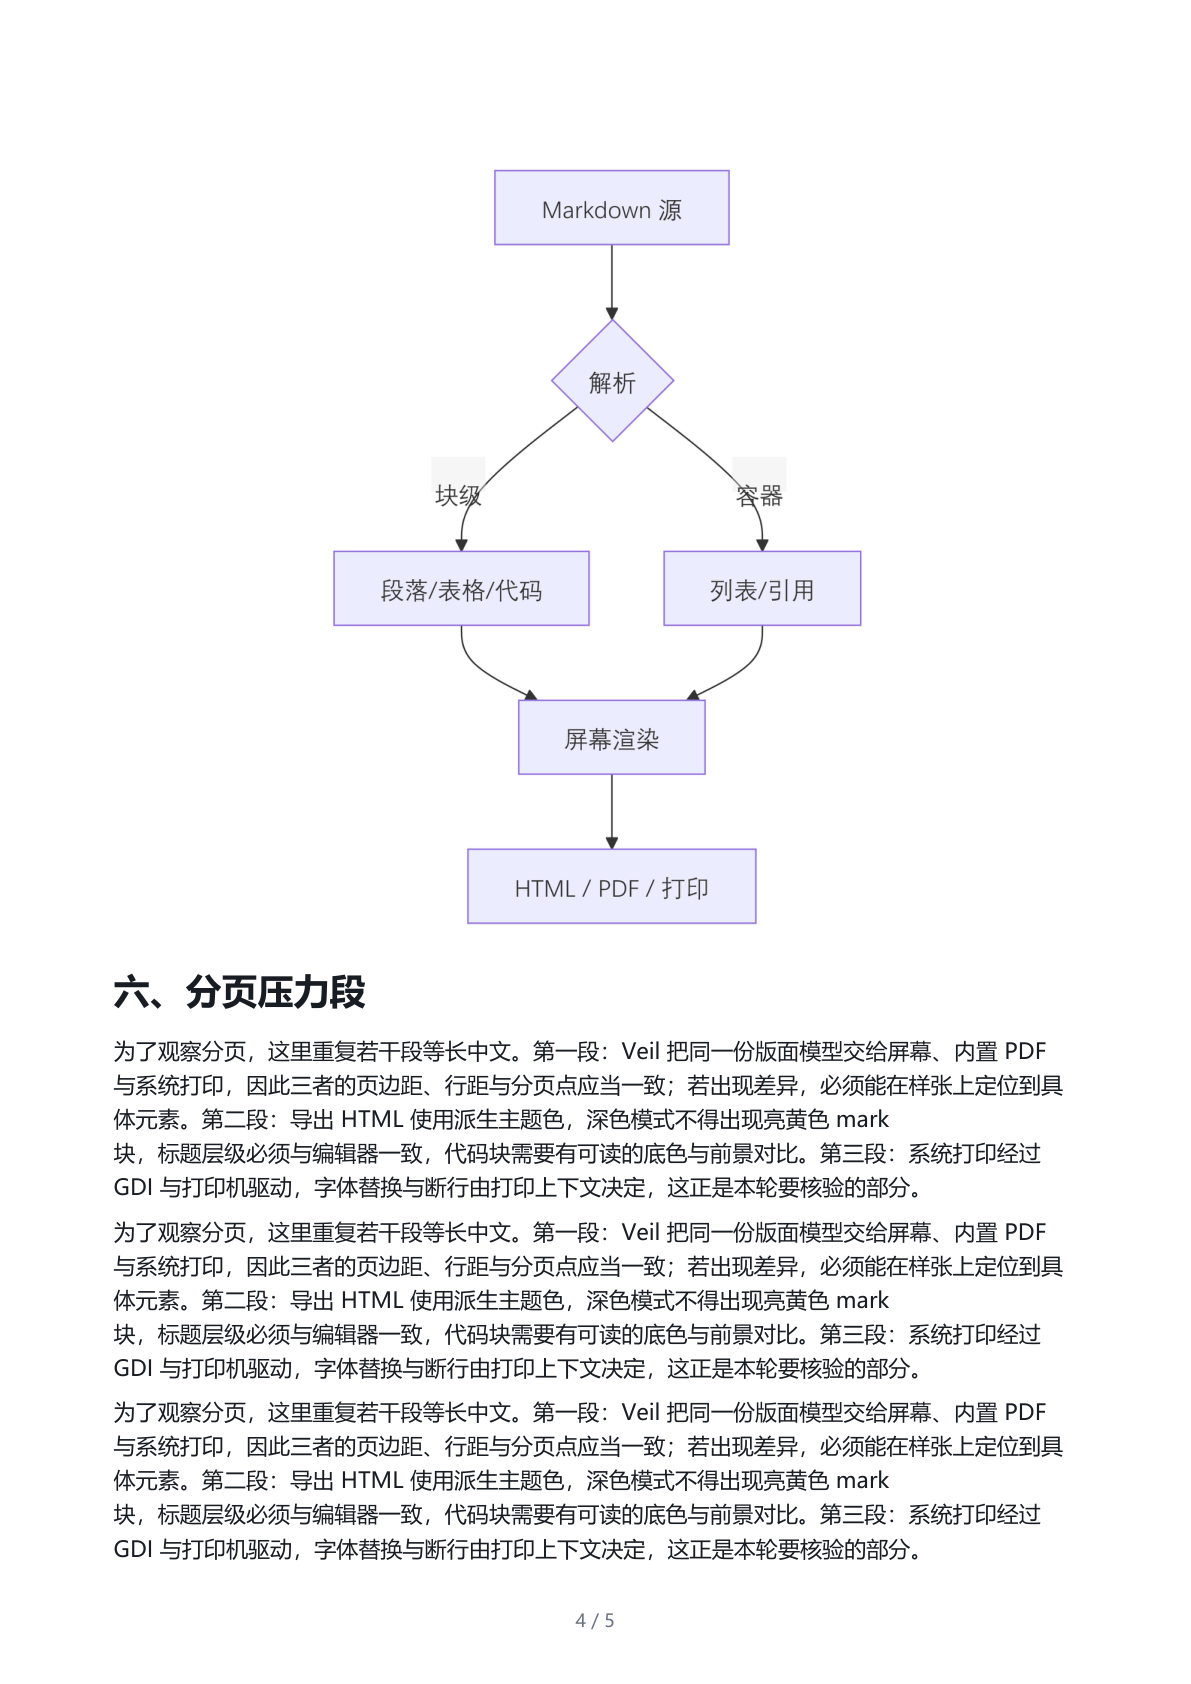 Markdown 源
解析
块级
容器
段落/表格/代码
列表/引用
屏幕渲染
HTML / PDF / 打印
六、分页压力段
为了观察分页，这里重复若干段等长中文。第一段：Veil 把同一份版面模型交给屏幕、内置 PDF
与系统打印，因此三者的页边距、行距与分页点应当一致；若出现差异，必须能在样张上定位到具
体元素。第二段：导出 HTML 使用派生主题色，深色模式不得出现亮黄色 mark
块，标题层级必须与编辑器一致，代码块需要有可读的底色与前景对比。第三段：系统打印经过
GDI 与打印机驱动，字体替换与断行由打印上下文决定，这正是本轮要核验的部分。
为了观察分页，这里重复若干段等长中文。第一段：Veil 把同一份版面模型交给屏幕、内置 PDF
与系统打印，因此三者的页边距、行距与分页点应当一致；若出现差异，必须能在样张上定位到具
体元素。第二段：导出 HTML 使用派生主题色，深色模式不得出现亮黄色 mark
块，标题层级必须与编辑器一致，代码块需要有可读的底色与前景对比。第三段：系统打印经过
GDI 与打印机驱动，字体替换与断行由打印上下文决定，这正是本轮要核验的部分。
为了观察分页，这里重复若干段等长中文。第一段：Veil 把同一份版面模型交给屏幕、内置 PDF
与系统打印，因此三者的页边距、行距与分页点应当一致；若出现差异，必须能在样张上定位到具
体元素。第二段：导出 HTML 使用派生主题色，深色模式不得出现亮黄色 mark
块，标题层级必须与编辑器一致，代码块需要有可读的底色与前景对比。第三段：系统打印经过
GDI 与打印机驱动，字体替换与断行由打印上下文决定，这正是本轮要核验的部分。
4 / 5